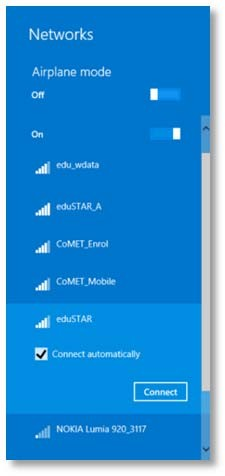 Networks
Airplane mode
Off
On
edu_wdata
eduSTAR_A
CoMET_Enrol
CoMET_Mobile
eduSTAR
Connect automatically
Connect
NOKIA Lumia 920_3117